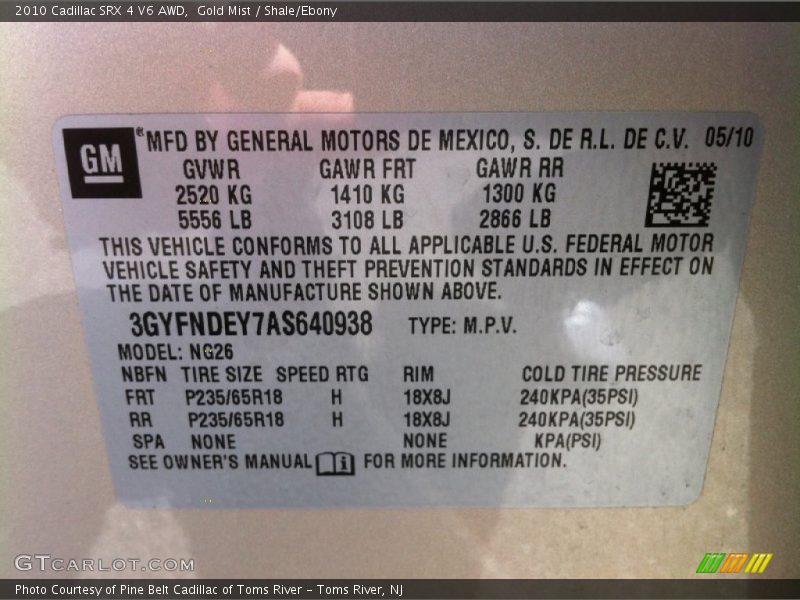 2010 Cadillac SRX 4 V6 AWD,  Gold Mist / Shale/Ebony
GM ® MFD BY GENERAL MOTORS DE MEXICO, S. DE R.L. DE C.V. 05/10
GVWR GAWR FRT GAWR RR
2520 KG 1410 KG 1300 KG
5556 LB 3108 LB 2866 LB
THIS VEHICLE CONFORMS TO ALL APPLICABLE U.S. FEDERAL MOTOR
VEHICLE SAFETY AND THEFT PREVENTION STANDARDS IN EFFECT ON
THE DATE OF MANUFACTURE SHOWN ABOVE.
3GYFNDEY7AS640938 TYPE: M.P.V.
MODEL: NG26
NBFN TIRE SIZE SPEED RTG RIM COLD TIRE PRESSURE
FRT P235/65R18 H 18X8J 240KPA(35PSI)
RR P235/65R18 H 18X8J 240KPA(35PSI)
SPA NONE NONE KPA(PSI)
SEE OWNER'S MANUAL i FOR MORE INFORMATION.
GTCARLOT.COM
Photo Courtesy of Pine Belt Cadillac of Toms River – Toms River, NJ